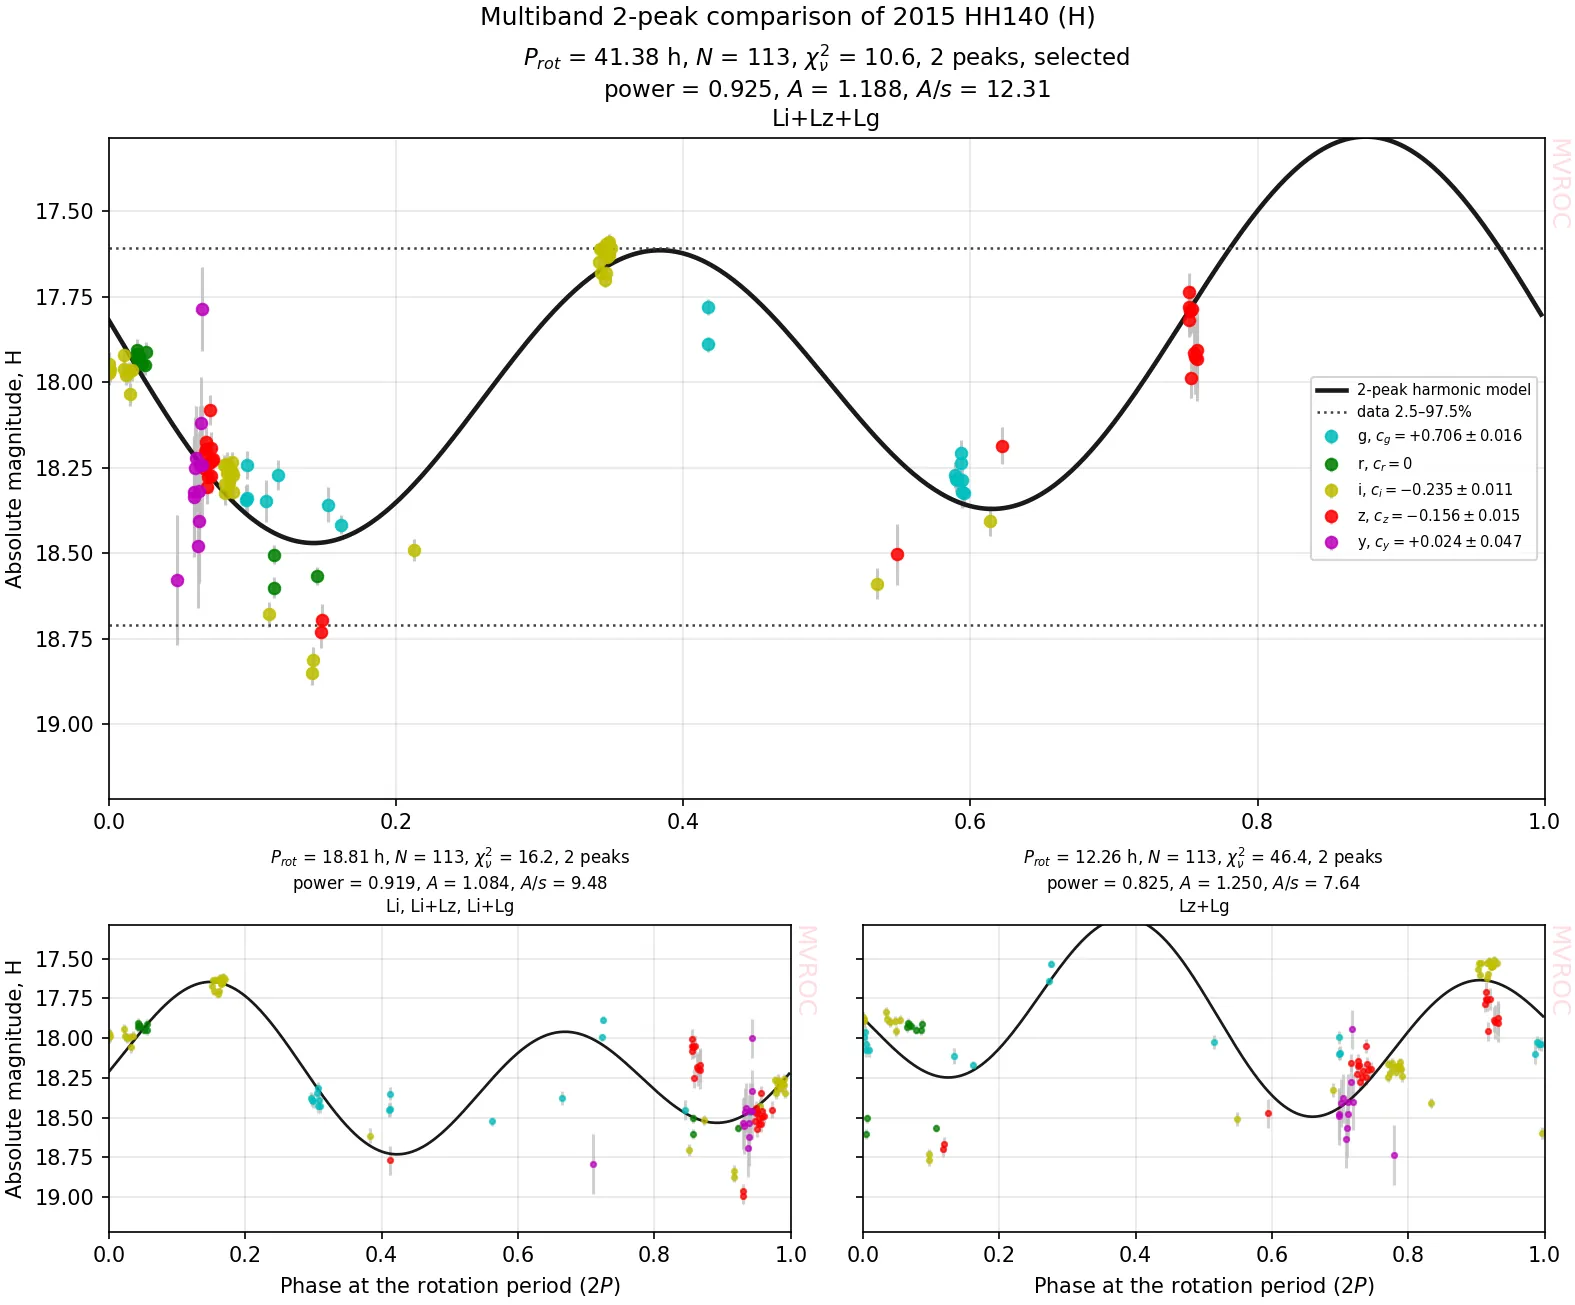 Multiband 2-peak comparison of 2015 HH140 (H)
P_rot = 41.38 h, N = 113, χ²_ν = 10.6, 2 peaks, selected
power = 0.925, A = 1.188, A/s = 12.31
Li+Lz+Lg
MVROC
Absolute magnitude, H
17.50
17.75
18.00
18.25
18.50
18.75
19.00
2-peak harmonic model
data 2.5–97.5%
g, c_g = +0.706 ± 0.016
r, c_r = 0
i, c_i = −0.235 ± 0.011
z, c_z = −0.156 ± 0.015
y, c_y = +0.024 ± 0.047
0.0 0.2 0.4 0.6 0.8 1.0
P_rot = 18.81 h, N = 113, χ²_ν = 16.2, 2 peaks
power = 0.919, A = 1.084, A/s = 9.48
Li, Li+Lz, Li+Lg
MVROC
Absolute magnitude, H
17.50
17.75
18.00
18.25
18.50
18.75
19.00
0.0 0.2 0.4 0.6 0.8 1.0
Phase at the rotation period (2P)
P_rot = 12.26 h, N = 113, χ²_ν = 46.4, 2 peaks
power = 0.825, A = 1.250, A/s = 7.64
Lz+Lg
MVROC
0.0 0.2 0.4 0.6 0.8 1.0
Phase at the rotation period (2P)